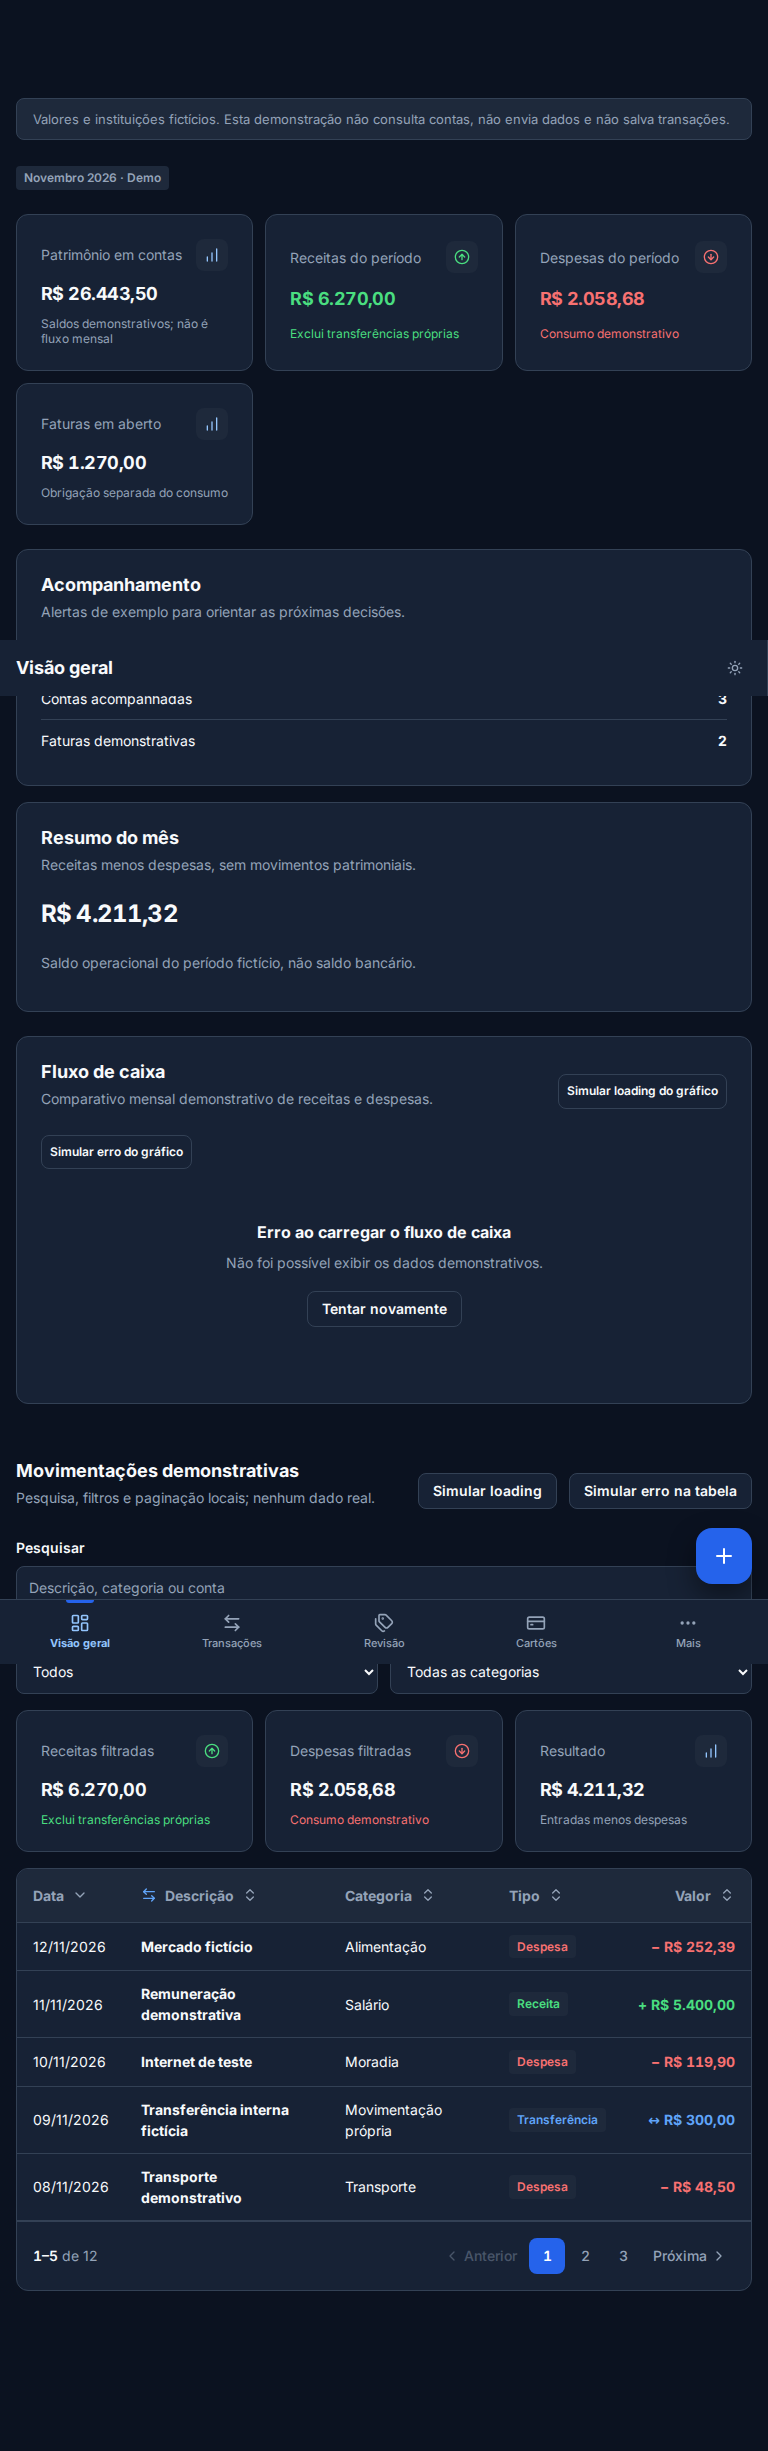 Valores e instituições fictícios. Esta demonstração não consulta contas, não envia dados e não salva transações.
Novembro 2026 · Demo
Patrimônio em contas
R$ 26.443,50
Saldos demonstrativos; não é
fluxo mensal
Receitas do período
R$ 6.270,00
Exclui transferências próprias
Despesas do período
R$ 2.058,68
Consumo demonstrativo
Faturas em aberto
R$ 1.270,00
Obrigação separada do consumo
Acompanhamento
Alertas de exemplo para orientar as próximas decisões.
Visão geral
Contas acompanhadas 3
Faturas demonstrativas 2
Resumo do mês
Receitas menos despesas, sem movimentos patrimoniais.
R$ 4.211,32
Saldo operacional do período fictício, não saldo bancário.
Fluxo de caixa
Comparativo mensal demonstrativo de receitas e despesas.
Simular loading do gráfico
Simular erro do gráfico
Erro ao carregar o fluxo de caixa
Não foi possível exibir os dados demonstrativos.
Tentar novamente
Movimentações demonstrativas
Pesquisa, filtros e paginação locais; nenhum dado real.
Simular loading
Simular erro na tabela
Pesquisar
Descrição, categoria ou conta
Visão geral
Transações
Revisão
Cartões
Mais
Todos
Todas as categorias
Receitas filtradas
R$ 6.270,00
Exclui transferências próprias
Despesas filtradas
R$ 2.058,68
Consumo demonstrativo
Resultado
R$ 4.211,32
Entradas menos despesas
Data Descrição Categoria Tipo Valor
12/11/2026 Mercado fictício Alimentação Despesa − R$ 252,39
11/11/2026 Remuneração demonstrativa Salário Receita + R$ 5.400,00
10/11/2026 Internet de teste Moradia Despesa − R$ 119,90
09/11/2026 Transferência interna fictícia Movimentação própria Transferência ↔ R$ 300,00
08/11/2026 Transporte demonstrativo Transporte Despesa − R$ 48,50
1–5 de 12
Anterior 1 2 3 Próxima